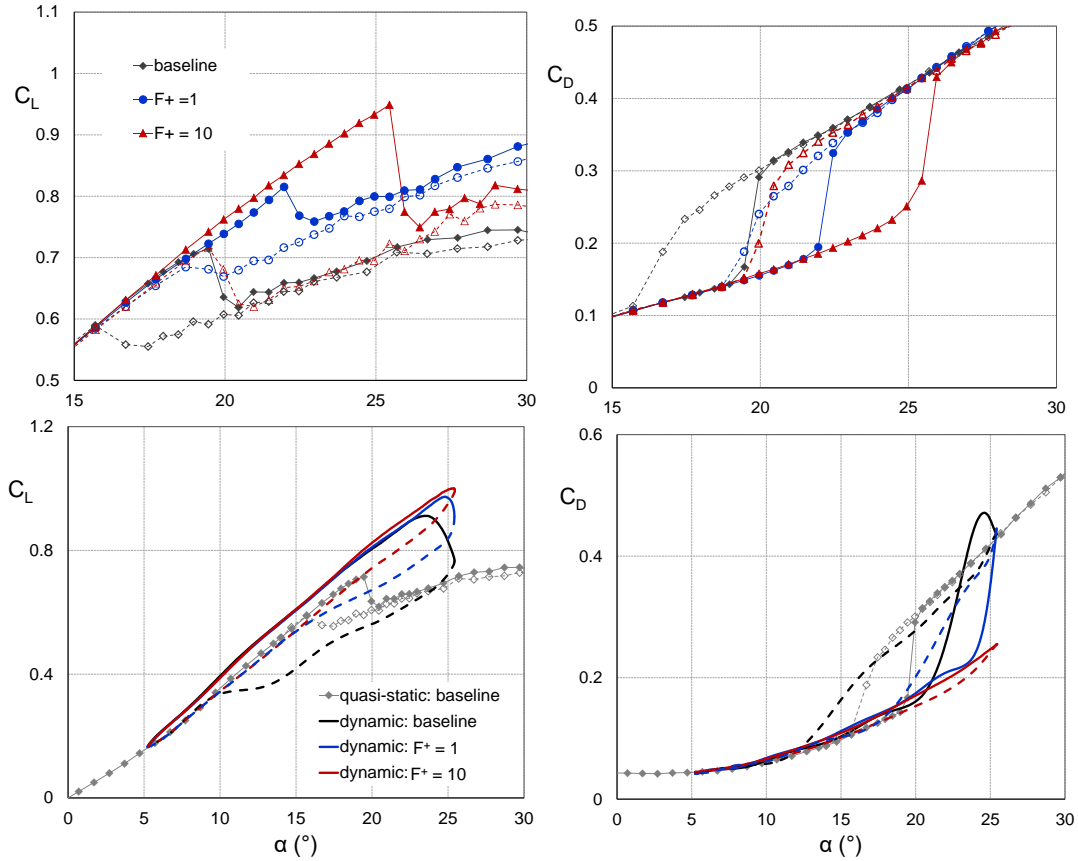 1.1
1
C_L
0.9
0.8
0.7
0.6
0.5
15 20 25 30
baseline
F+ =1
F+ = 10
0.5
C_D
0.4
0.3
0.2
0.1
0
15 20 25 30
1.2
C_L
0.8
0.4
0
0 5 10 15 20 25 30
α (°)
quasi-static: baseline
dynamic: baseline
dynamic: F⁺ = 1
dynamic: F⁺ = 10
0.6
C_D
0.4
0.2
0
0 5 10 15 20 25 30
α (°)